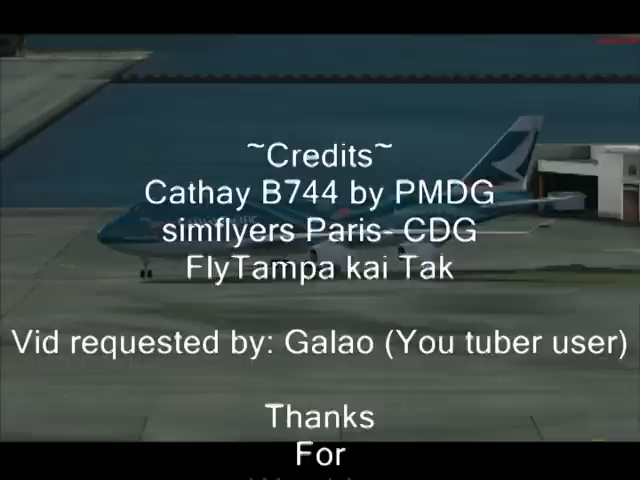 ~Credits~
Cathay B744 by PMDG
simflyers Paris- CDG
FlyTampa kai Tak
Vid requested by: Galao (You tuber user)
Thanks
For